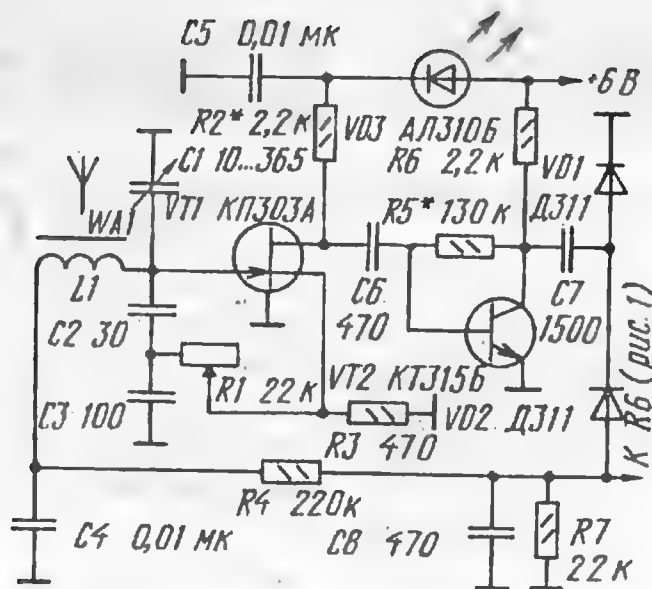 C5 0,01 мк
+6 В
R2* 2,2 к
VD3 АЛ310Б
C1 10...365
R6 2,2 к
VD1
Д311
WA1
VT1 КП303А
R5* 130 к
L1
C6
470
C7
1500
C2 30
R1 22 к
VT2 КТ315Б
C3 100
R3 470
VD2 Д311
К R6 (рис. 1)
R4 220к
C4 0,01 мк
C8 470
R7
22 к